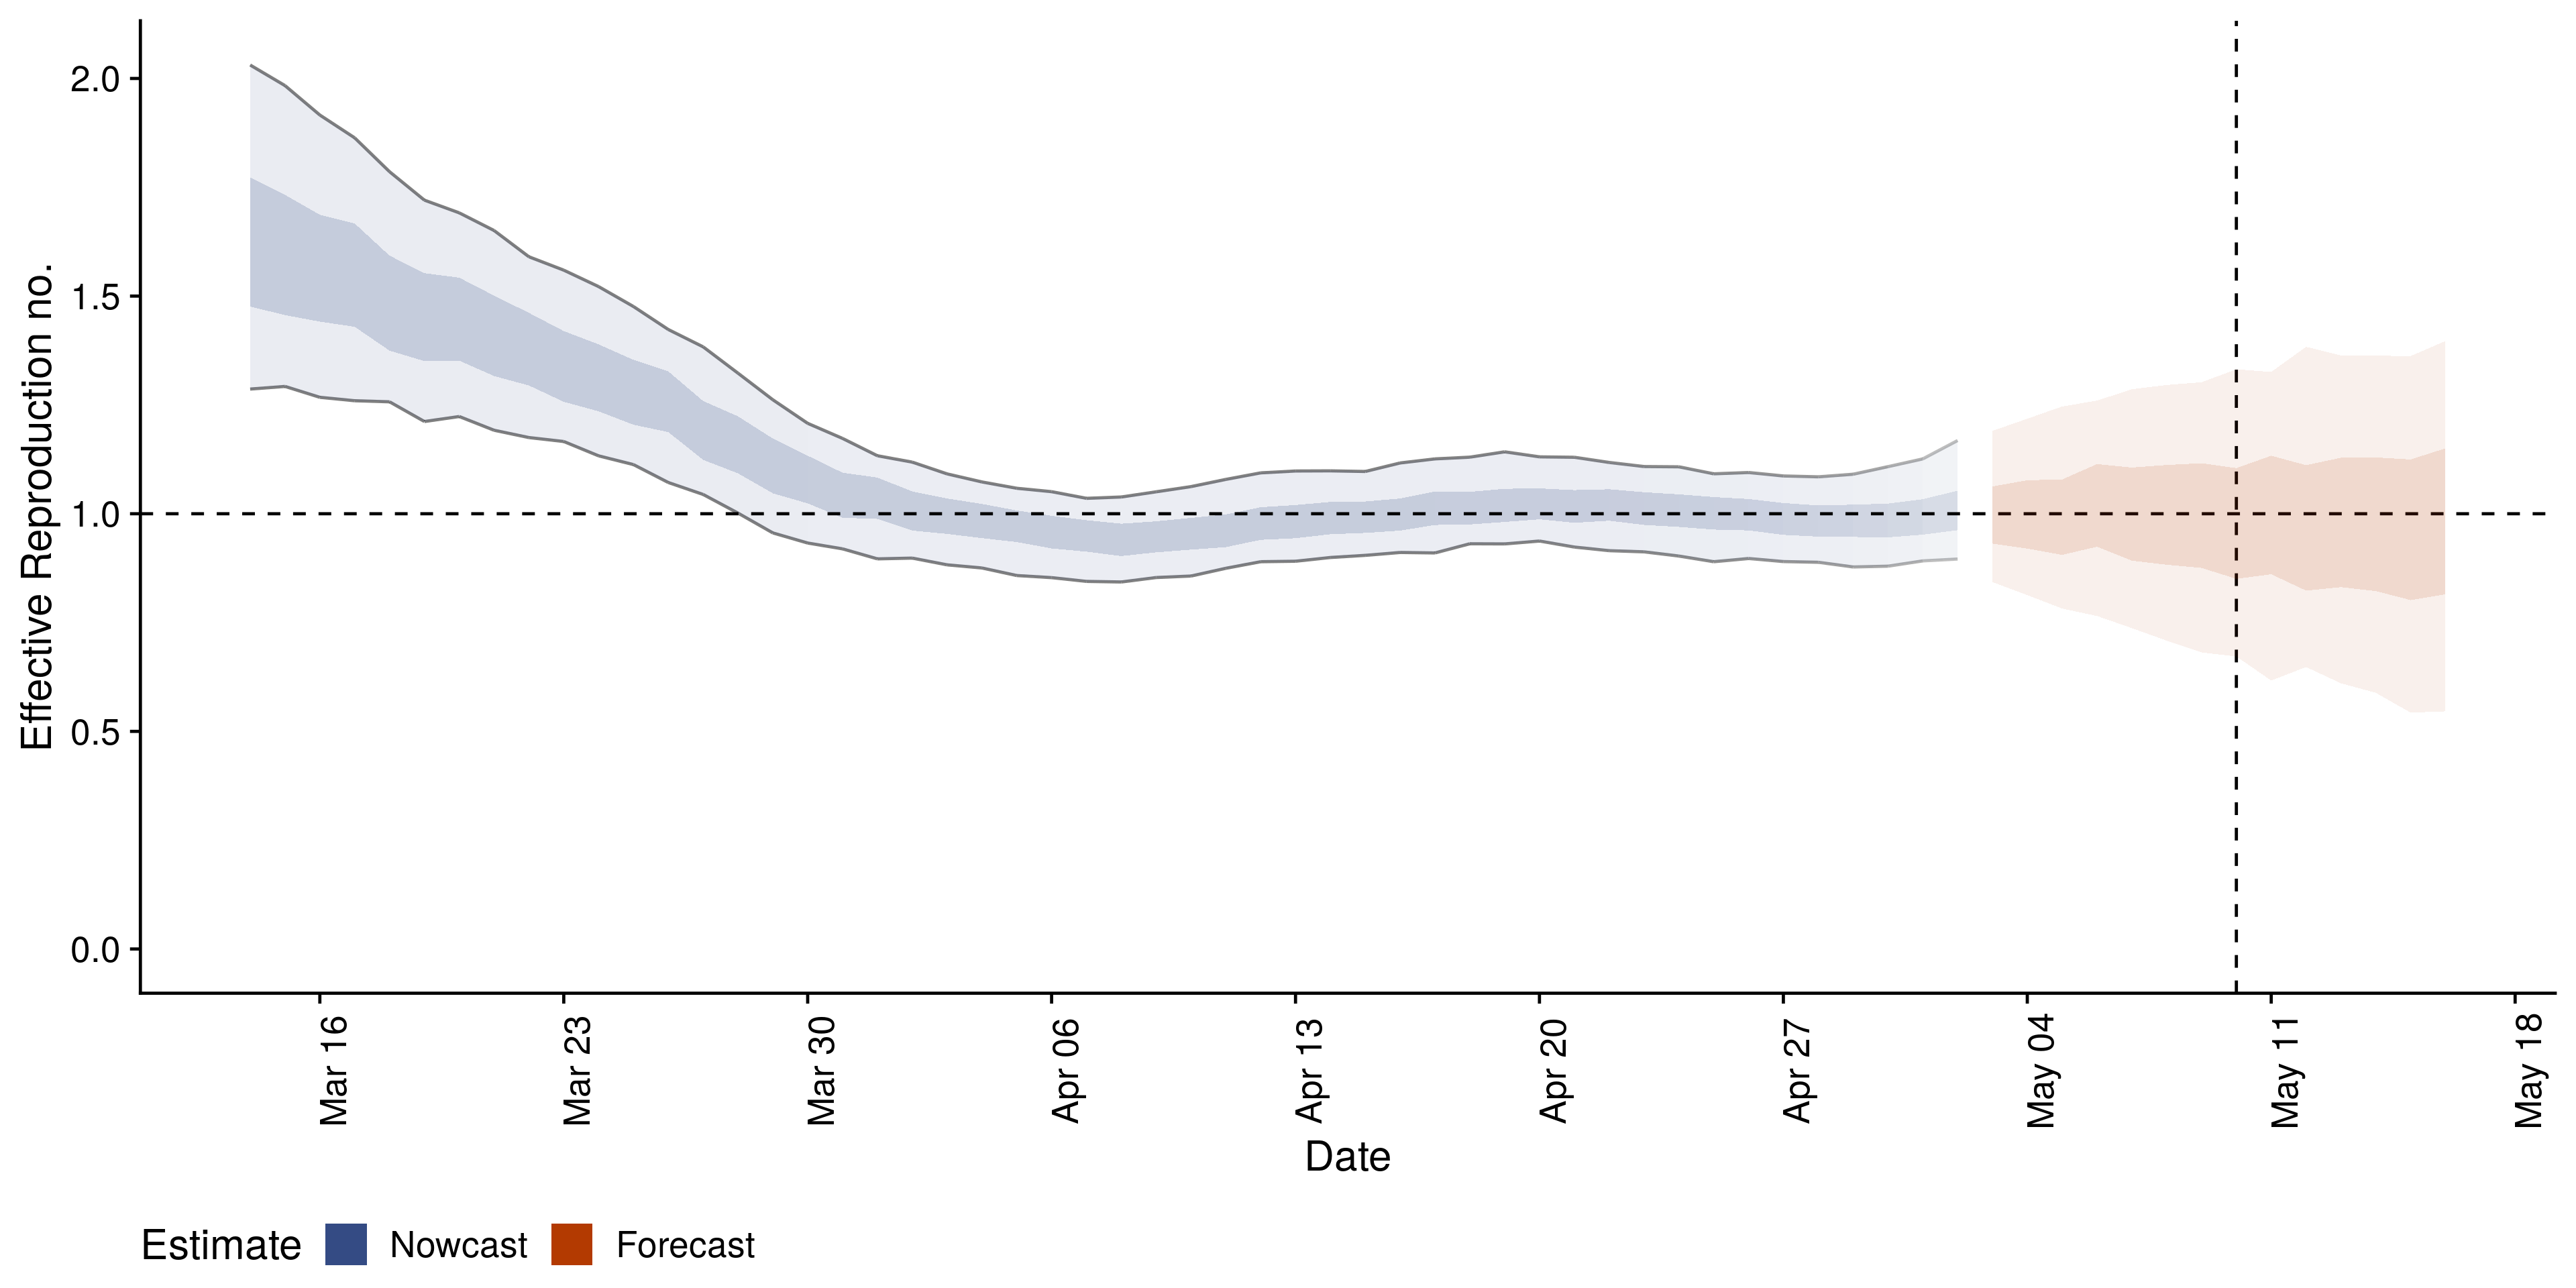 Effective Reproduction no.
2.0
1.5
1.0
0.5
0.0
Mar 16
Mar 23
Mar 30
Apr 06
Apr 13
Apr 20
Apr 27
May 04
May 11
May 18
Date
Estimate Nowcast Forecast